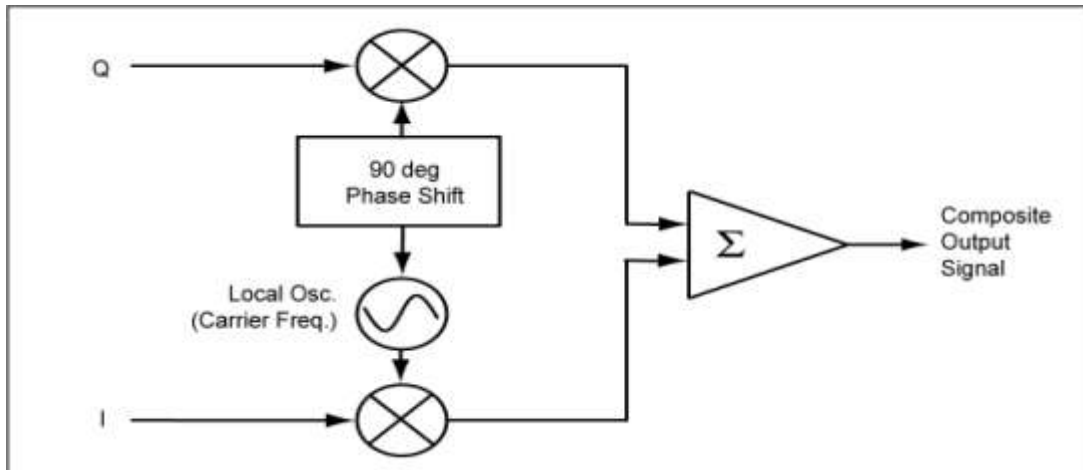 Q
90 deg
Phase Shift
Local Osc.
(Carrier Freq.)
I
Σ
Composite
Output
Signal